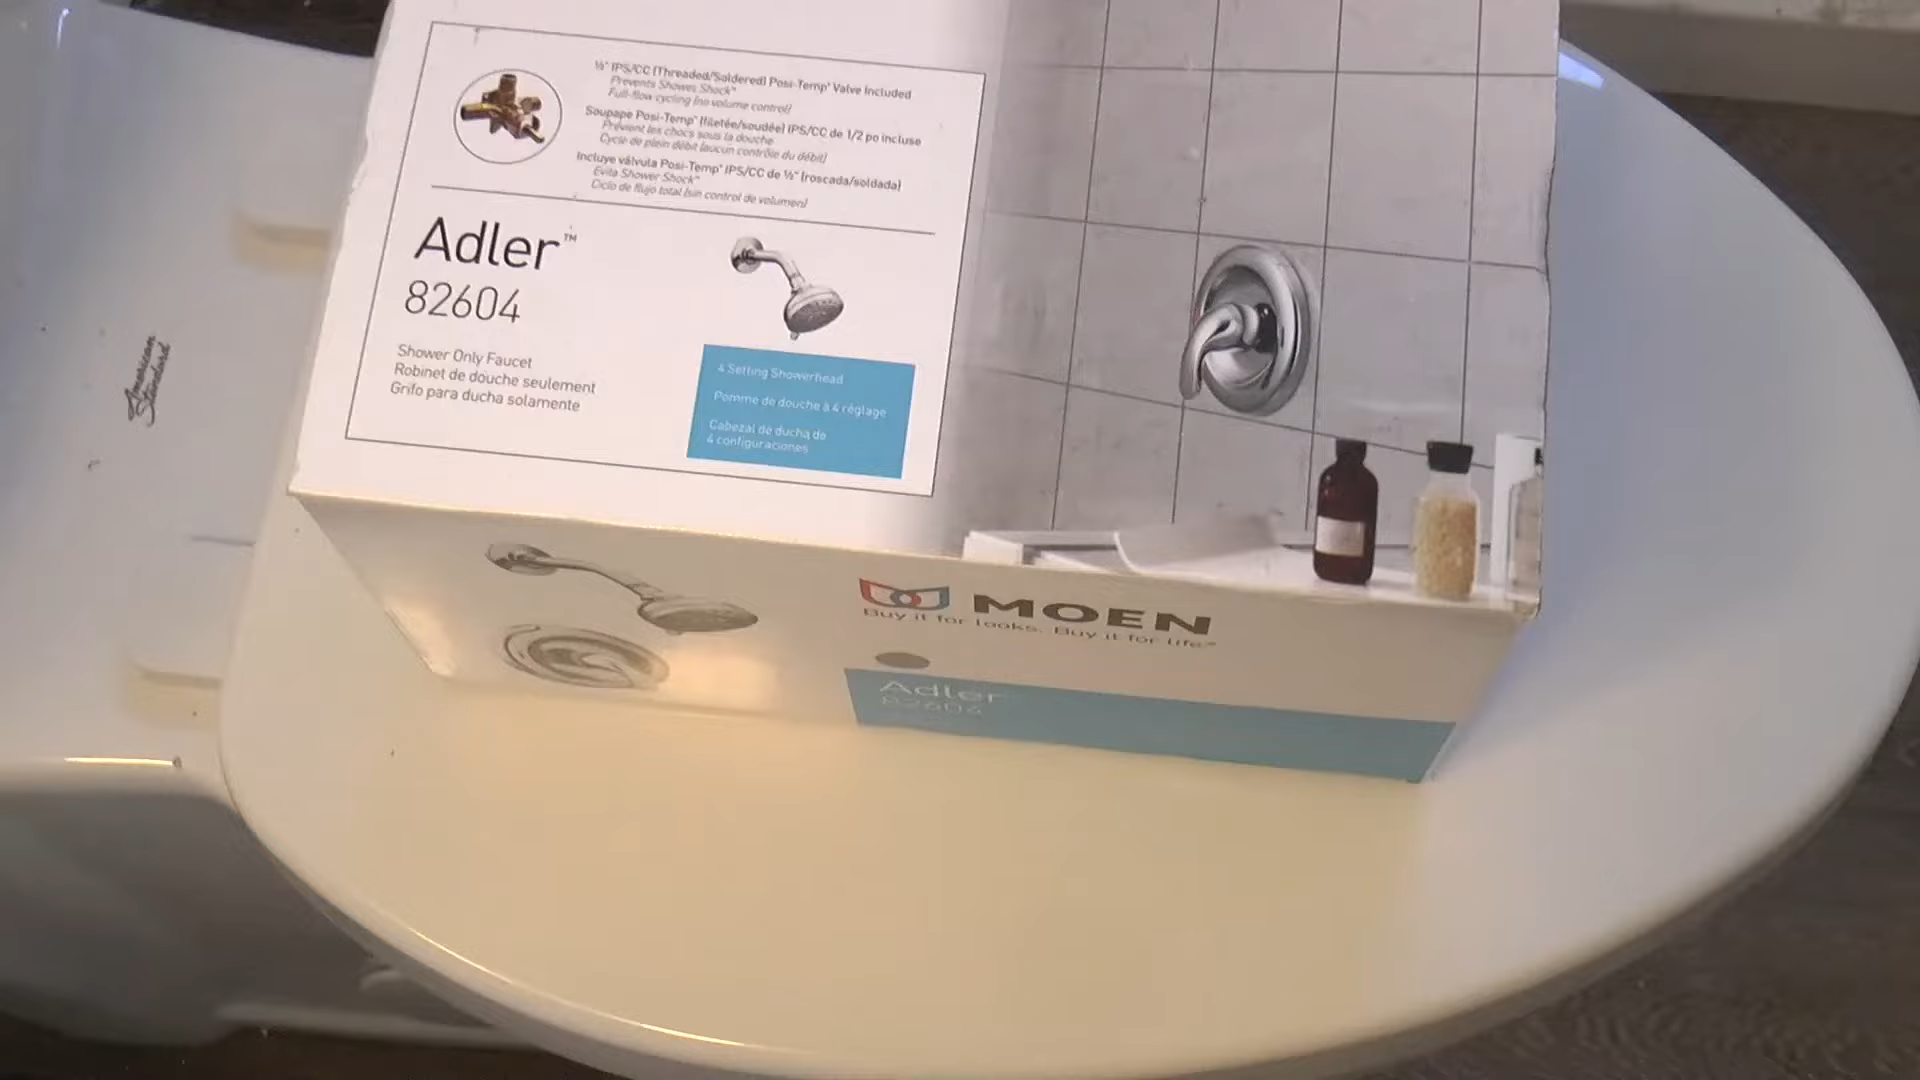 ½" IPS/CC (Threaded/Soldered) Posi-Temp® Valve Included
Prevents Shower Shock™
Full-flow cycling (no volume control)
Soupape Posi-Temp® (filetée/soudée) IPS/CC de 1/2 po incluse
Prévient les chocs sous la douche
Cycle de plein débit (aucun contrôle du débit)
Incluye válvula Posi-Temp® IPS/CC de ½" (roscada/soldada)
Evita Shower Shock™
Ciclo de flujo total (sin control de volumen)
Adler™
82604
Shower Only Faucet
Robinet de douche seulement
Grifo para ducha solamente
4 Setting Showerhead
Pomme de douche à 4 réglage
Cabezal de ducha de
4 configuraciones
American
Standard
MOEN
Buy it for looks. Buy it for life.®
Adler
82604